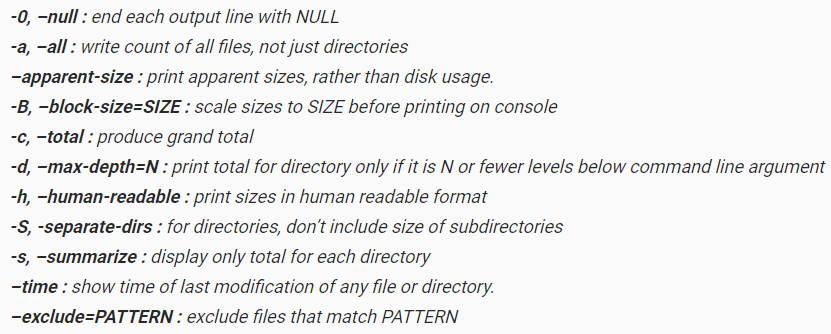 -0, –null : end each output line with NULL
-a, –all : write count of all files, not just directories
–apparent-size : print apparent sizes, rather than disk usage.
-B, –block-size=SIZE : scale sizes to SIZE before printing on console
-c, –total : produce grand total
-d, –max-depth=N : print total for directory only if it is N or fewer levels below command line argument
-h, –human-readable : print sizes in human readable format
-S, -separate-dirs : for directories, don’t include size of subdirectories
-s, –summarize : display only total for each directory
–time : show time of last modification of any file or directory.
–exclude=PATTERN : exclude files that match PATTERN